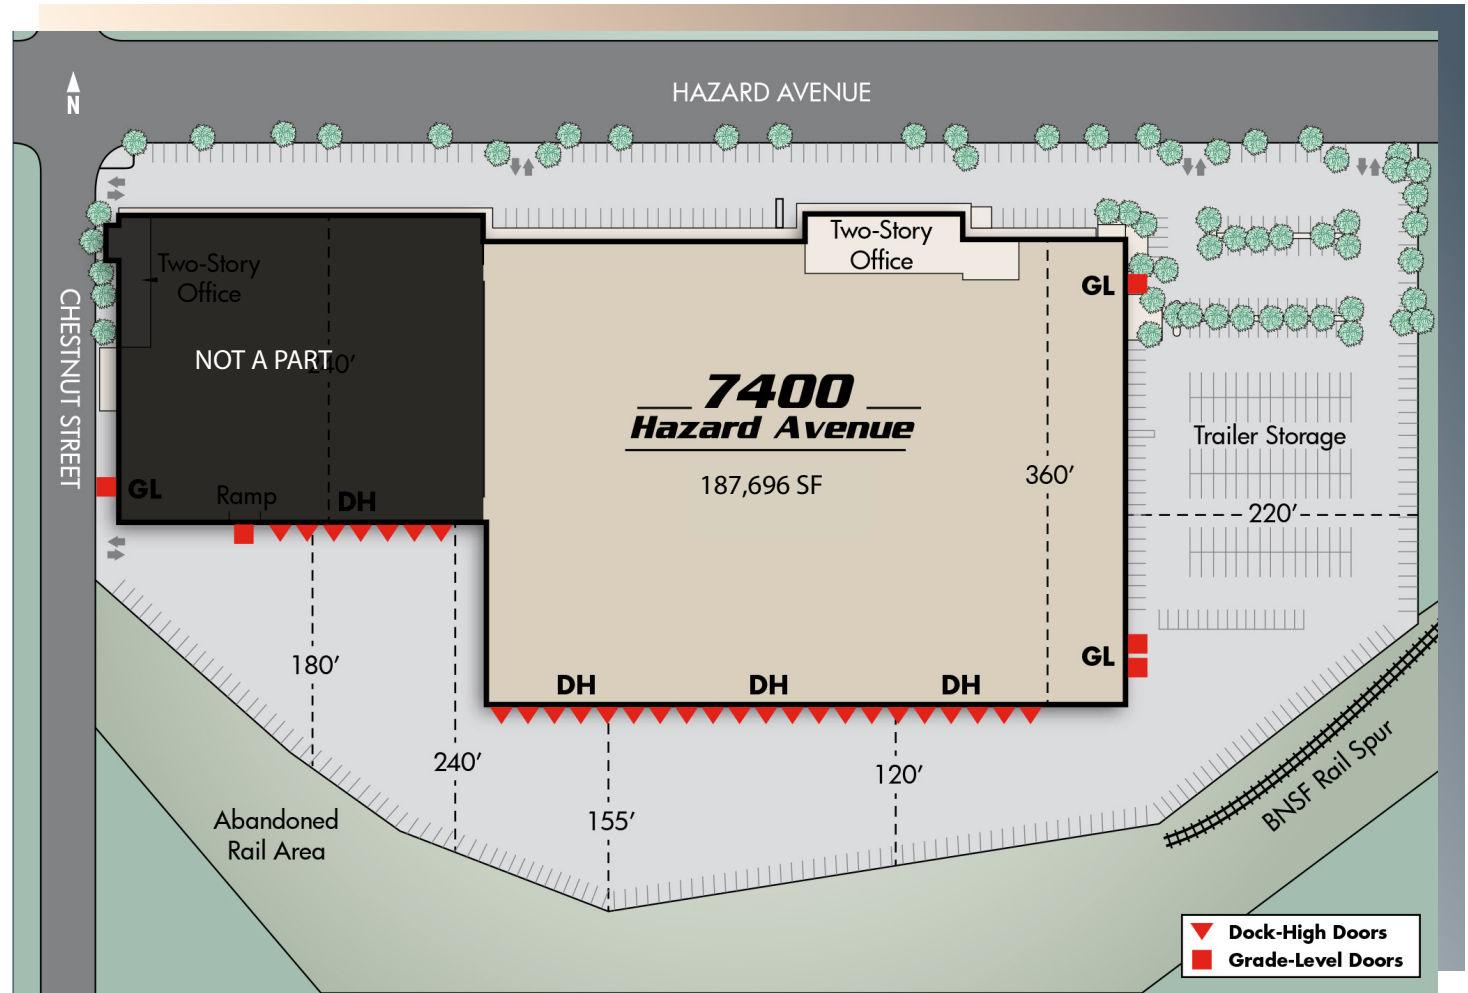 HAZARD AVENUE
N
Two-Story
Office
Two-Story
Office
GL
NOT A PART
240’
CHESTNUT STREET
7400
Hazard Avenue
187,696 SF
360’
Trailer Storage
220’
GL
Ramp
DH
180’
GL
DH
DH
DH
240’
120’
155’
Abandoned
Rail Area
BNSF Rail Spur
Dock-High Doors
Grade-Level Doors